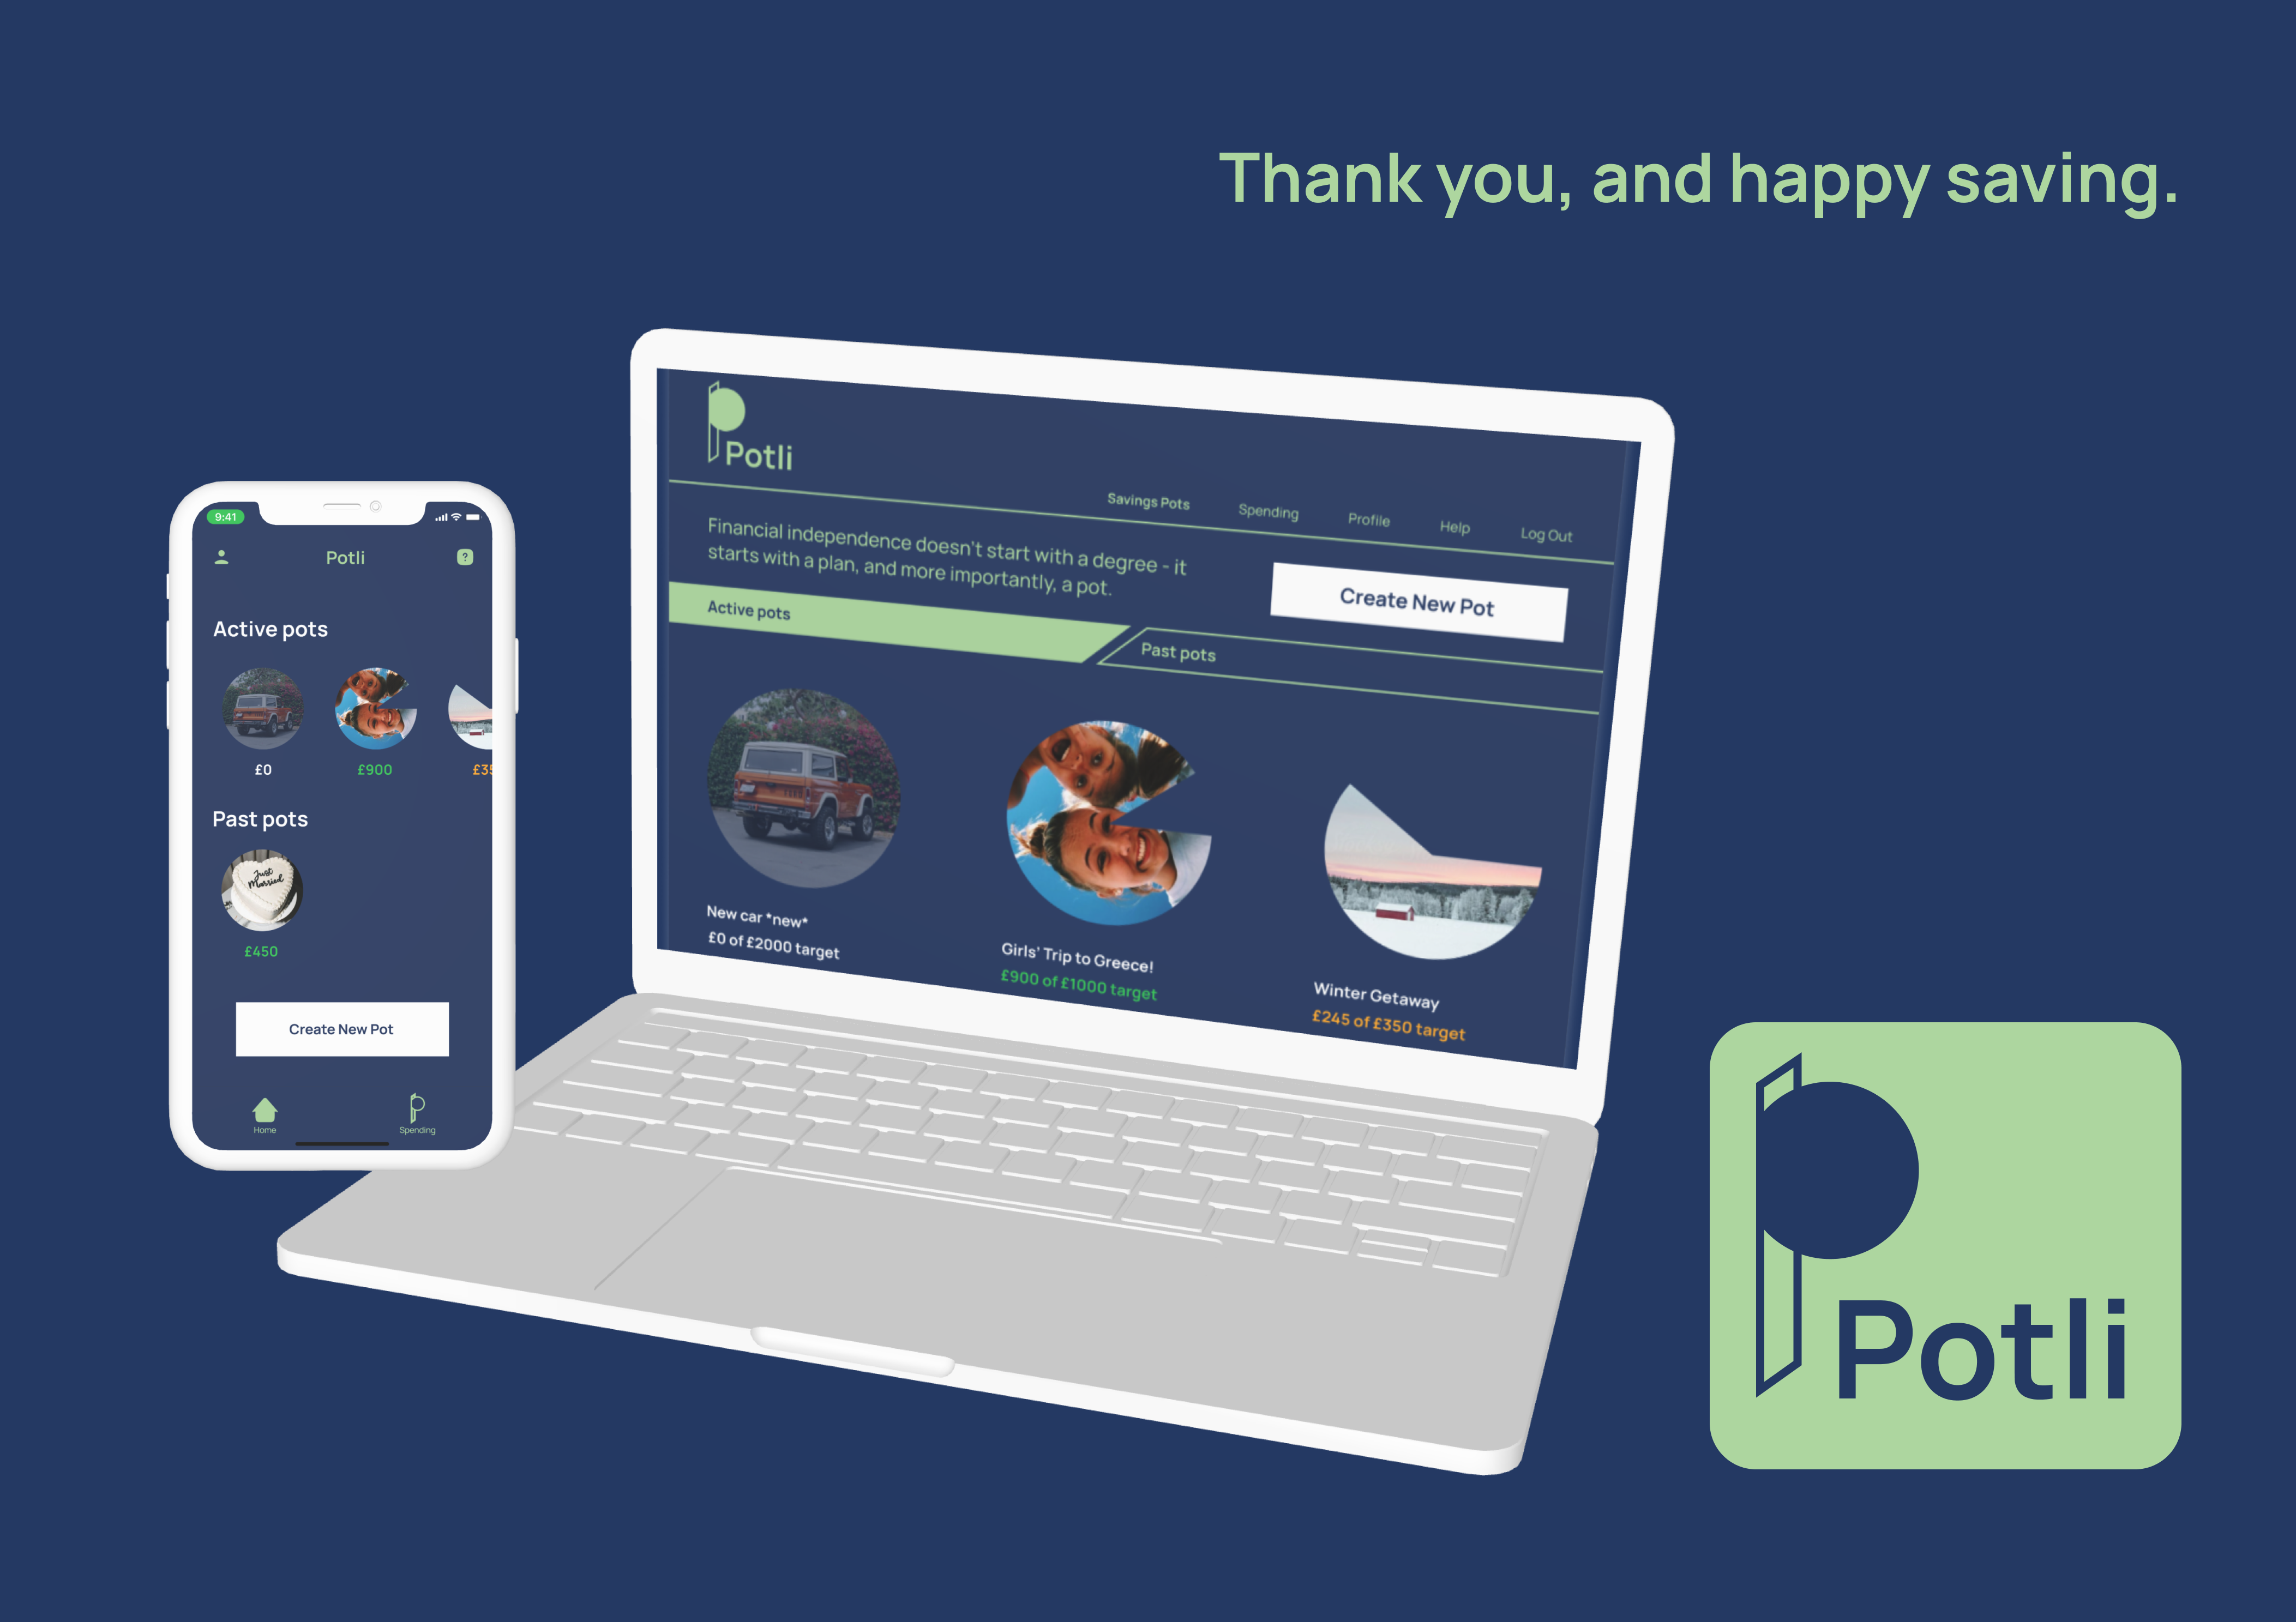 Thank you, and happy saving.
Potli
Savings Pots
Spending
Profile
Help
Log Out
Financial independence doesn't start with a degree - it
starts with a plan, and more importantly, a pot.
Create New Pot
Active pots
Past pots
New car *new*
£0 of £2000 target
Girls' Trip to Greece!
£900 of £1000 target
Winter Getaway
£245 of £350 target
9:41
Potli
?
Active pots
£0
£900
£35
Past pots
Just
Married
£450
Create New Pot
Home
Spending
Potli